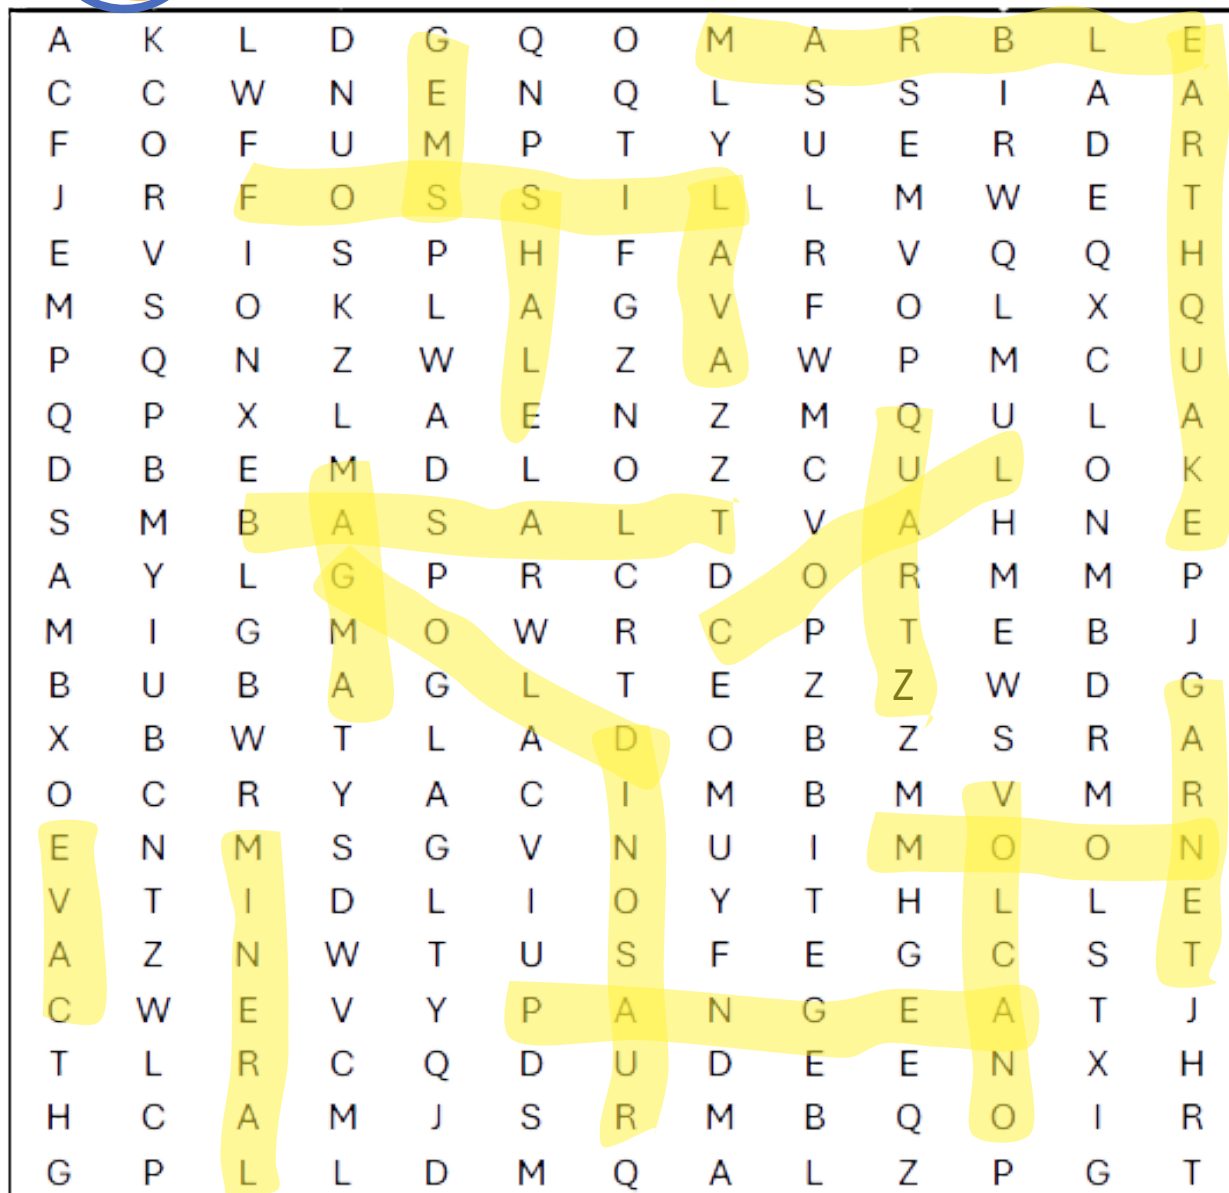 A K L D G Q O M A R B L E
C C W N E N Q L S S I A A
F O F U M P T Y U E R D R
J R F O S S I L L M W E T
E V I S P H F A R V Q Q H
M S O K L A G V F O L X Q
P Q N Z W L Z A W P M C U
Q P X L A E N Z M Q U L A
D B E M D L O Z C U L O K
S M B A S A L T V A H N E
A Y L G P R C D O R M M P
M I G M O W R C P T E B J
B U B A G L T E Z Z W D G
X B W T L A D O B Z S R A
O C R Y A C I M B M V M R
E N M S G V N U I M O O N
V T I D L I O Y T H L L E
A Z N W T U S F E G C S T
C W E V Y P A N G E A T J
T L R C Q D U D E E N X H
H C A M J S R M B Q O I R
G P L L D M Q A L Z P G T